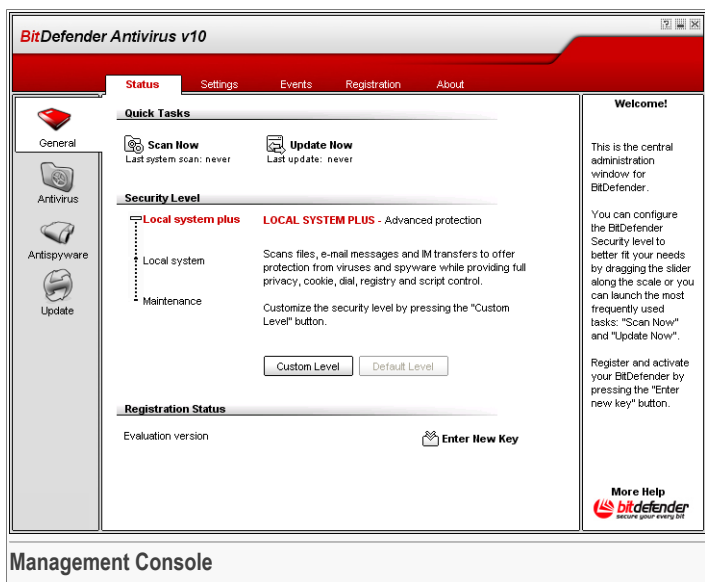 BitDefender Antivirus v10
Status Settings Events Registration About
General
Antivirus
Antispyware
Update
Quick Tasks
Scan Now
Last system scan: never
Update Now
Last update: never
Security Level
Local system plus
Local system
Maintenance
LOCAL SYSTEM PLUS - Advanced protection
Scans files, e-mail messages and IM transfers to offer
protection from viruses and spyware while providing full
privacy, cookie, dial, registry and script control.
Customize the security level by pressing the "Custom
Level" button.
Custom Level Default Level
Registration Status
Evaluation version
Enter New Key
Welcome!
This is the central
administration
window for
BitDefender.
You can configure
the BitDefender
Security level to
better fit your needs
by dragging the slider
along the scale or you
can launch the most
frequently used
tasks: "Scan Now"
and "Update Now".
Register and activate
your BitDefender by
pressing the "Enter
new key" button.
More Help
bitdefender
secure your every bit
Management Console